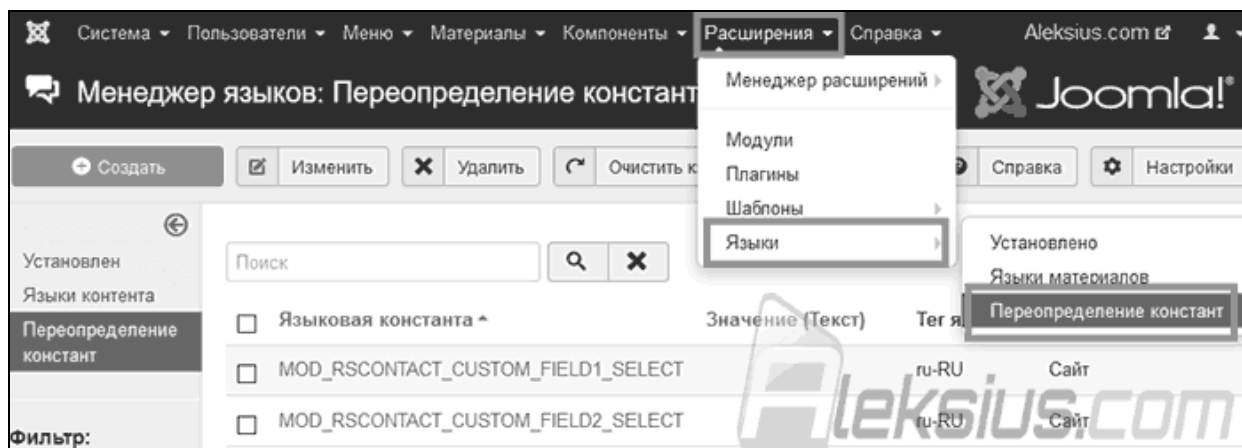 Система Пользователи Меню Материалы Компоненты Расширения Справка Aleksius.com
Менеджер языков: Переопределение констант
Joomla!®
Менеджер расширений
Модули
Плагины
Шаблоны
Языки
Установлено
Языки материалов
Переопределение констант
Создать Изменить Удалить Очистить к Справка Настройки
Установлен
Языки контента
Переопределение
констант
Фильтр:
Поиск
Языковая константа Значение (Текст) Тег я
MOD_RSCONTACT_CUSTOM_FIELD1_SELECT ru-RU Сайт
MOD_RSCONTACT_CUSTOM_FIELD2_SELECT ru-RU Сайт
Aleksius.com